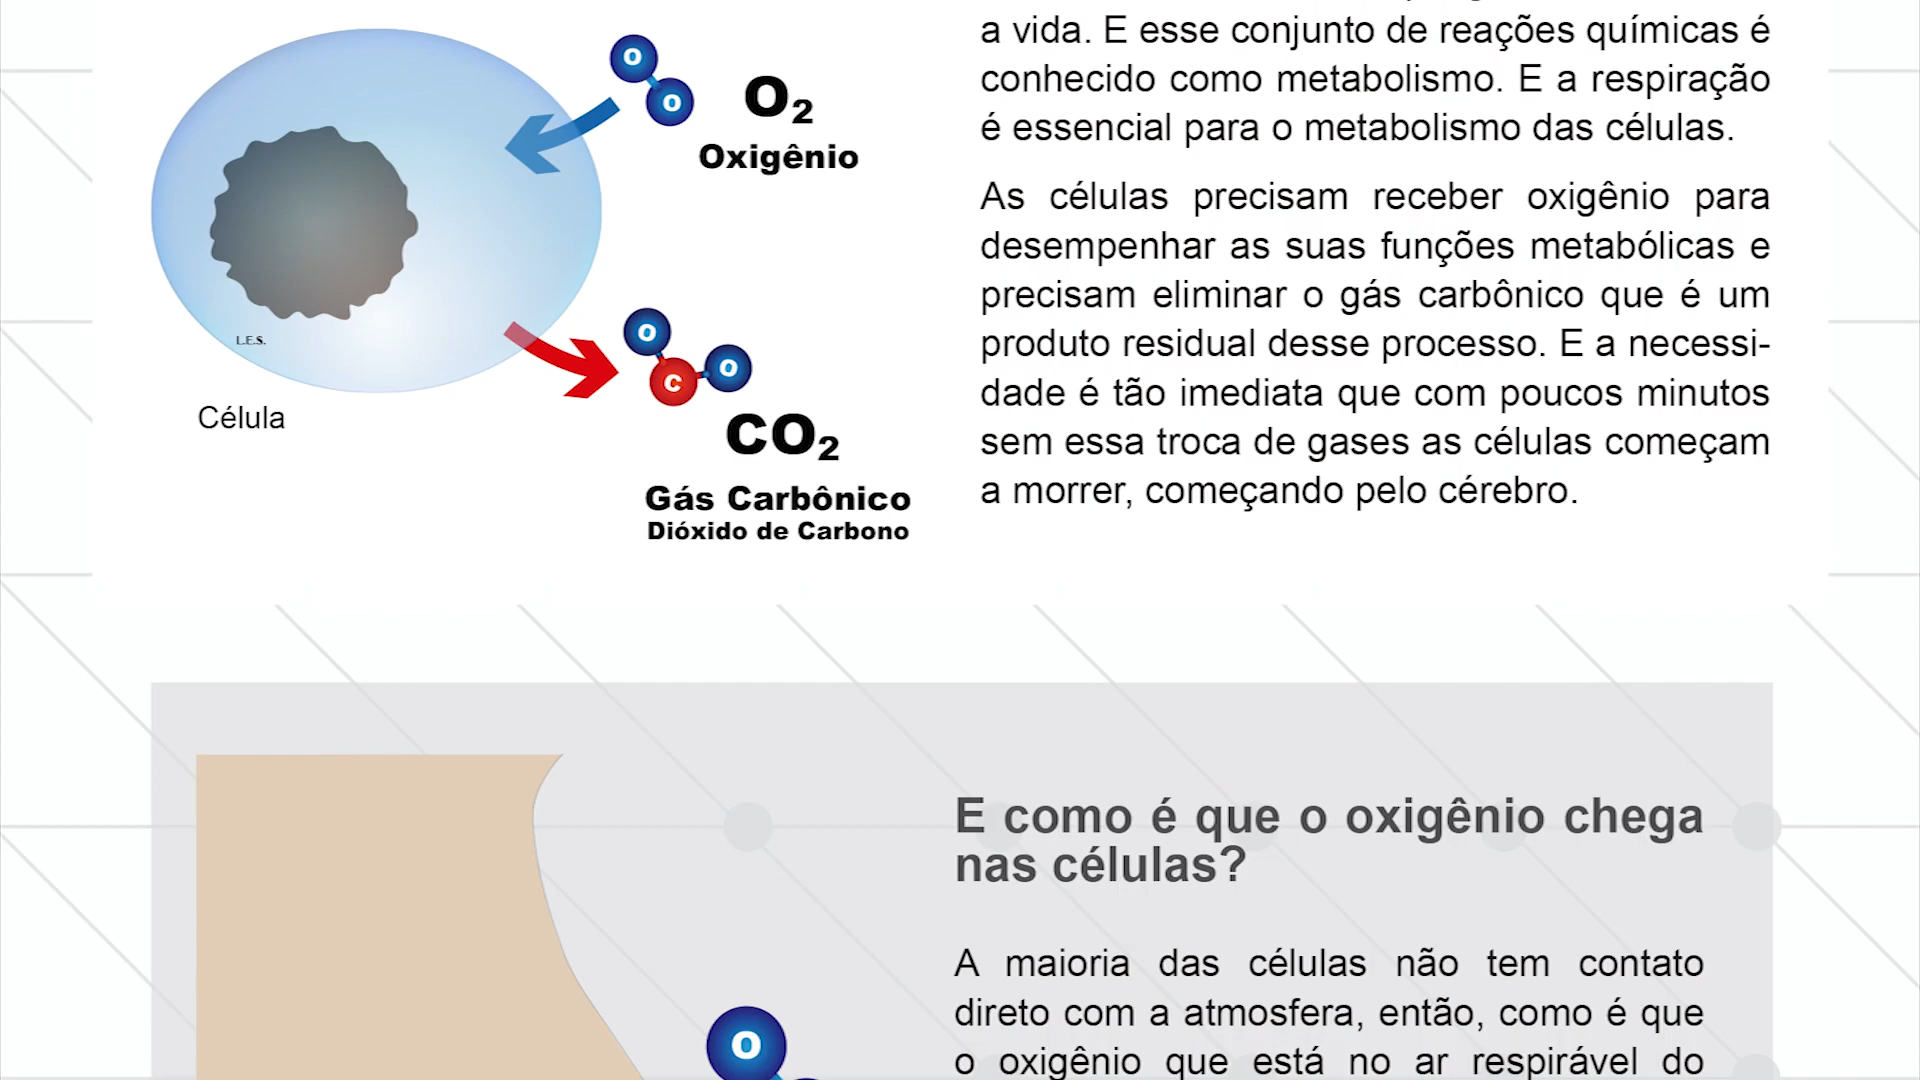 O
O
O2
Oxigênio
L.E.S.
O
C
O
Célula
CO2
Gás Carbônico
Dióxido de Carbono
a vida. E esse conjunto de reações químicas é
conhecido como metabolismo. E a respiração
é essencial para o metabolismo das células.
As células precisam receber oxigênio para
desempenhar as suas funções metabólicas e
precisam eliminar o gás carbônico que é um
produto residual desse processo. E a necessi-
dade é tão imediata que com poucos minutos
sem essa troca de gases as células começam
a morrer, começando pelo cérebro.
E como é que o oxigênio chega
nas células?
A maioria das células não tem contato
direto com a atmosfera, então, como é que
o oxigênio que está no ar respirável do
O